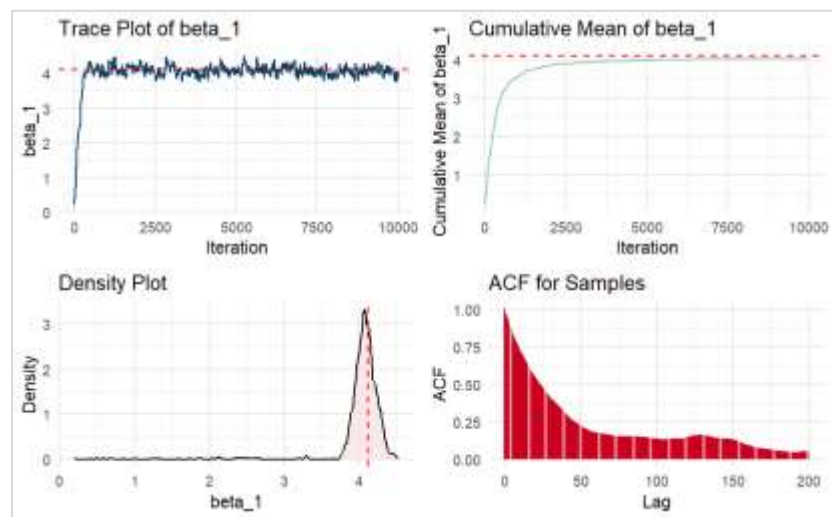 Trace Plot of beta_1
beta_1
4
3
2
1
0
0 2500 5000 7500 10000
Iteration
Cumulative Mean of beta_1
Cumulative Mean of beta_1
4
3
2
1
0 2500 5000 7500 10000
Iteration
Density Plot
Density
3
2
1
0
0 1 2 3 4
beta_1
ACF for Samples
ACF
1.00
0.75
0.50
0.25
0.00
0 50 100 150 200
Lag